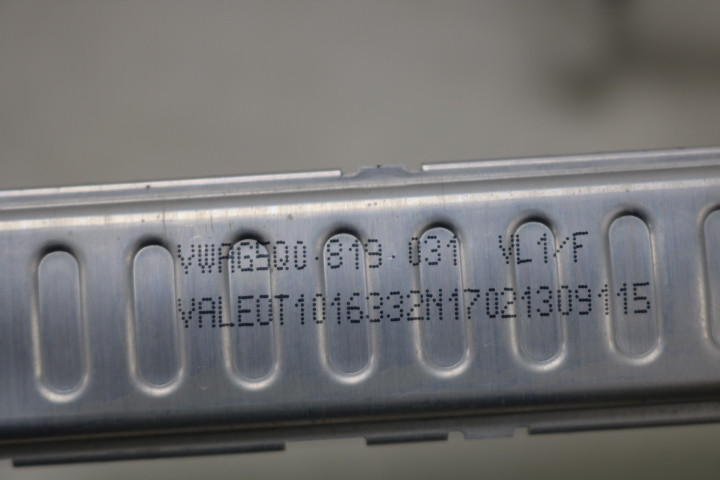 VWAG5Q0.819.031 VL1/F
VALEOT1016332N17021309115